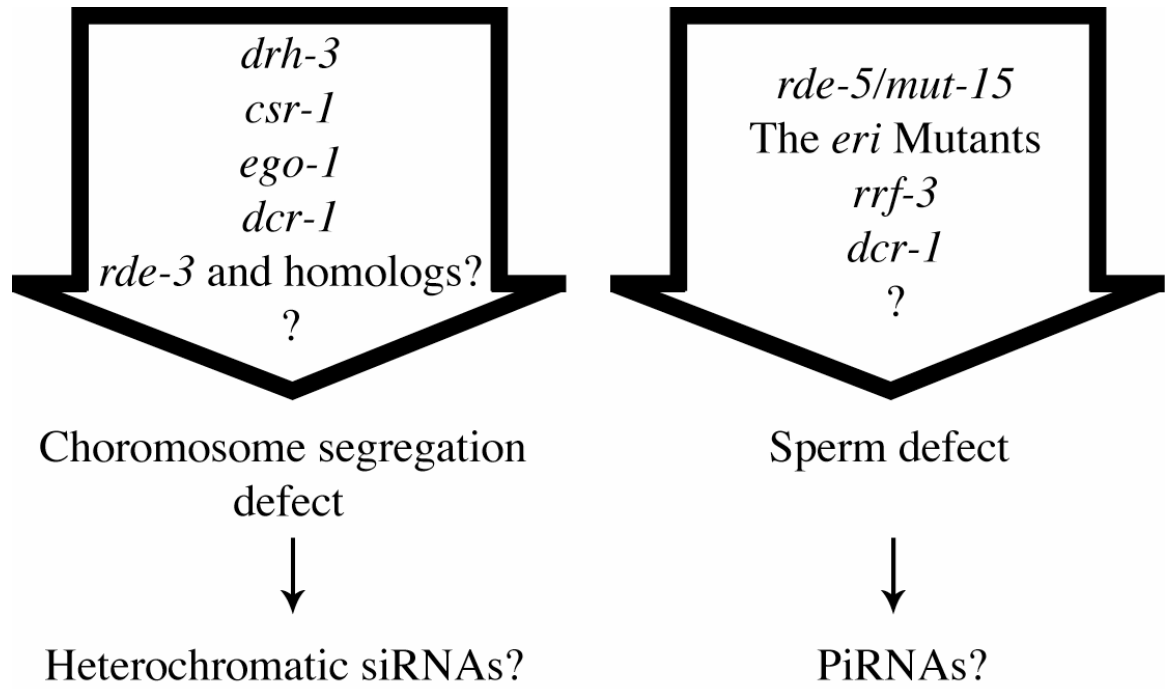 drh-3
csr-1
ego-1
dcr-1
rde-3 and homologs?
?
Choromosome segregation
defect
Heterochromatic siRNAs?
rde-5/mut-15
The eri Mutants
rrf-3
dcr-1
?
Sperm defect
PiRNAs?